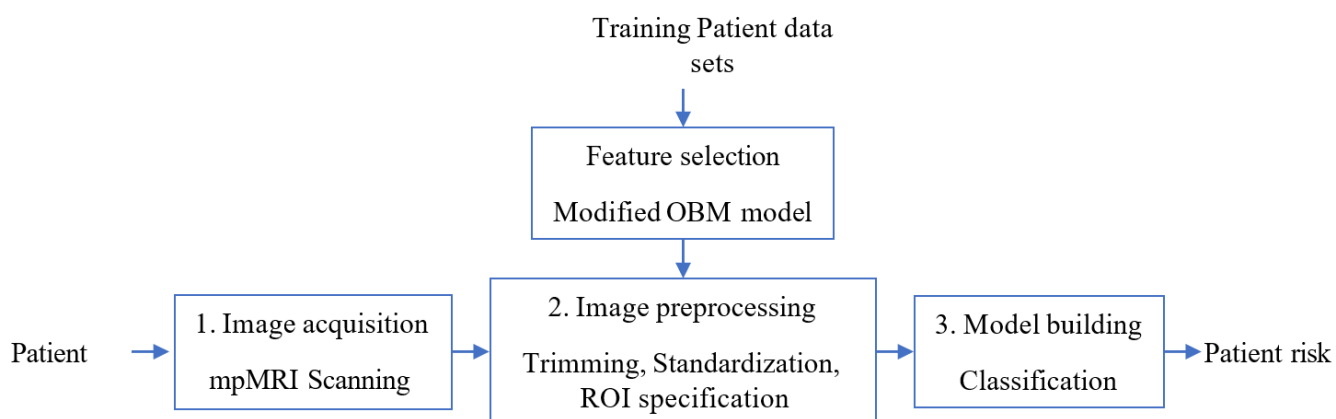 Training Patient data
sets
Feature selection
Modified OBM model
1. Image acquisition
mpMRI Scanning
2. Image preprocessing
Trimming, Standardization,
ROI specification
3. Model building
Classification
Patient
Patient risk